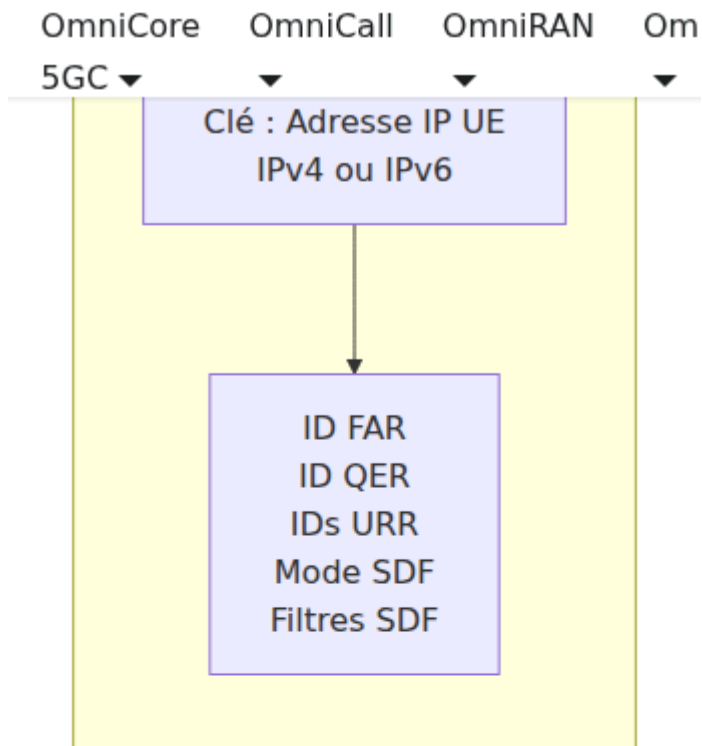 OmniCore OmniCall OmniRAN Om
5GC
Clé : Adresse IP UE
IPv4 ou IPv6
ID FAR
ID QER
IDs URR
Mode SDF
Filtres SDF